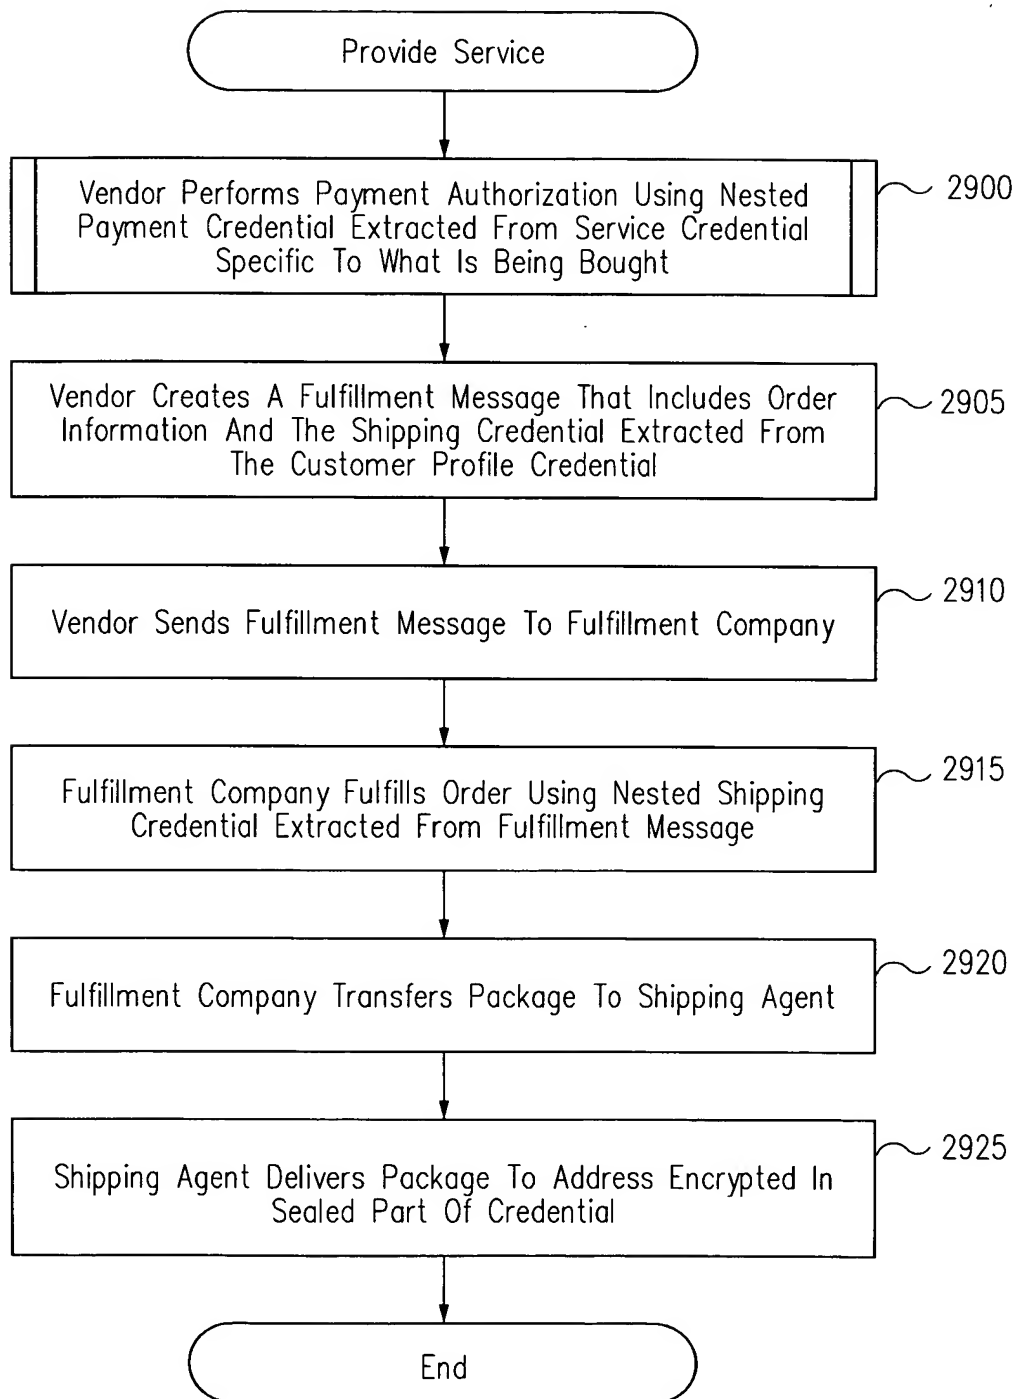 Provide Service
Vendor Performs Payment Authorization Using Nested
Payment Credential Extracted From Service Credential
Specific To What Is Being Bought
2900
Vendor Creates A Fulfillment Message That Includes Order
Information And The Shipping Credential Extracted From
The Customer Profile Credential
2905
Vendor Sends Fulfillment Message To Fulfillment Company
2910
Fulfillment Company Fulfills Order Using Nested Shipping
Credential Extracted From Fulfillment Message
2915
Fulfillment Company Transfers Package To Shipping Agent
2920
Shipping Agent Delivers Package To Address Encrypted In
Sealed Part Of Credential
2925
End